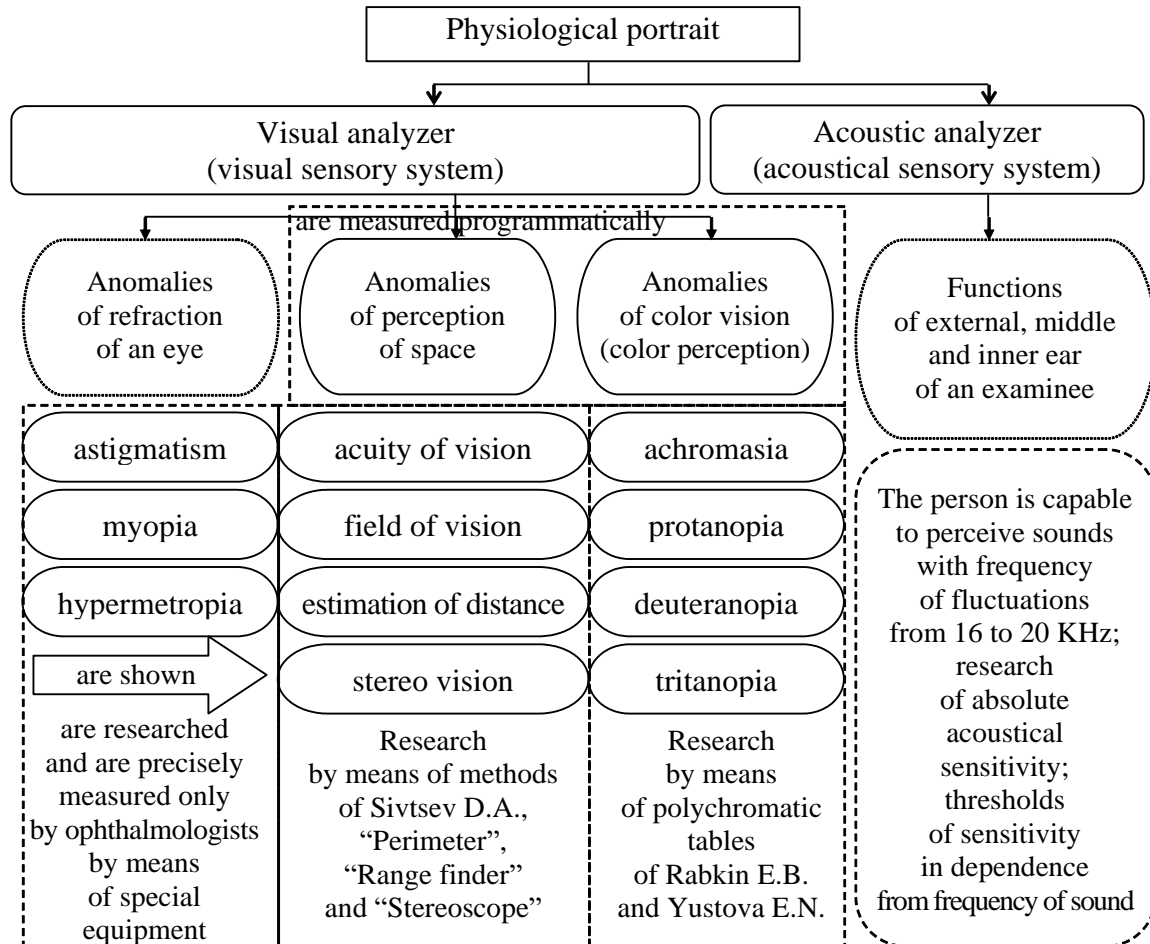 Physiological portrait
Visual analyzer
(visual sensory system)
Acoustic analyzer
(acoustical sensory system)
are measured programmatically
Anomalies
of refraction
of an eye
Anomalies
of perception
of space
Anomalies
of color vision
(color perception)
Functions
of external, middle
and inner ear
of an examinee
astigmatism
myopia
hypermetropia
are shown
are researched
and are precisely
measured only
by ophthalmologists
by means
of special
equipment
acuity of vision
field of vision
estimation of distance
stereo vision
Research
by means of methods
of Sivtsev D.A.,
“Perimeter”,
“Range finder”
and “Stereoscope”
achromasia
protanopia
deuteranopia
tritanopia
Research
by means
of polychromatic
tables
of Rabkin E.B.
and Yustova E.N.
The person is capable
to perceive sounds
with frequency
of fluctuations
from 16 to 20 KHz;
research
of absolute
acoustical
sensitivity;
thresholds
of sensitivity
in dependence
from frequency of sound